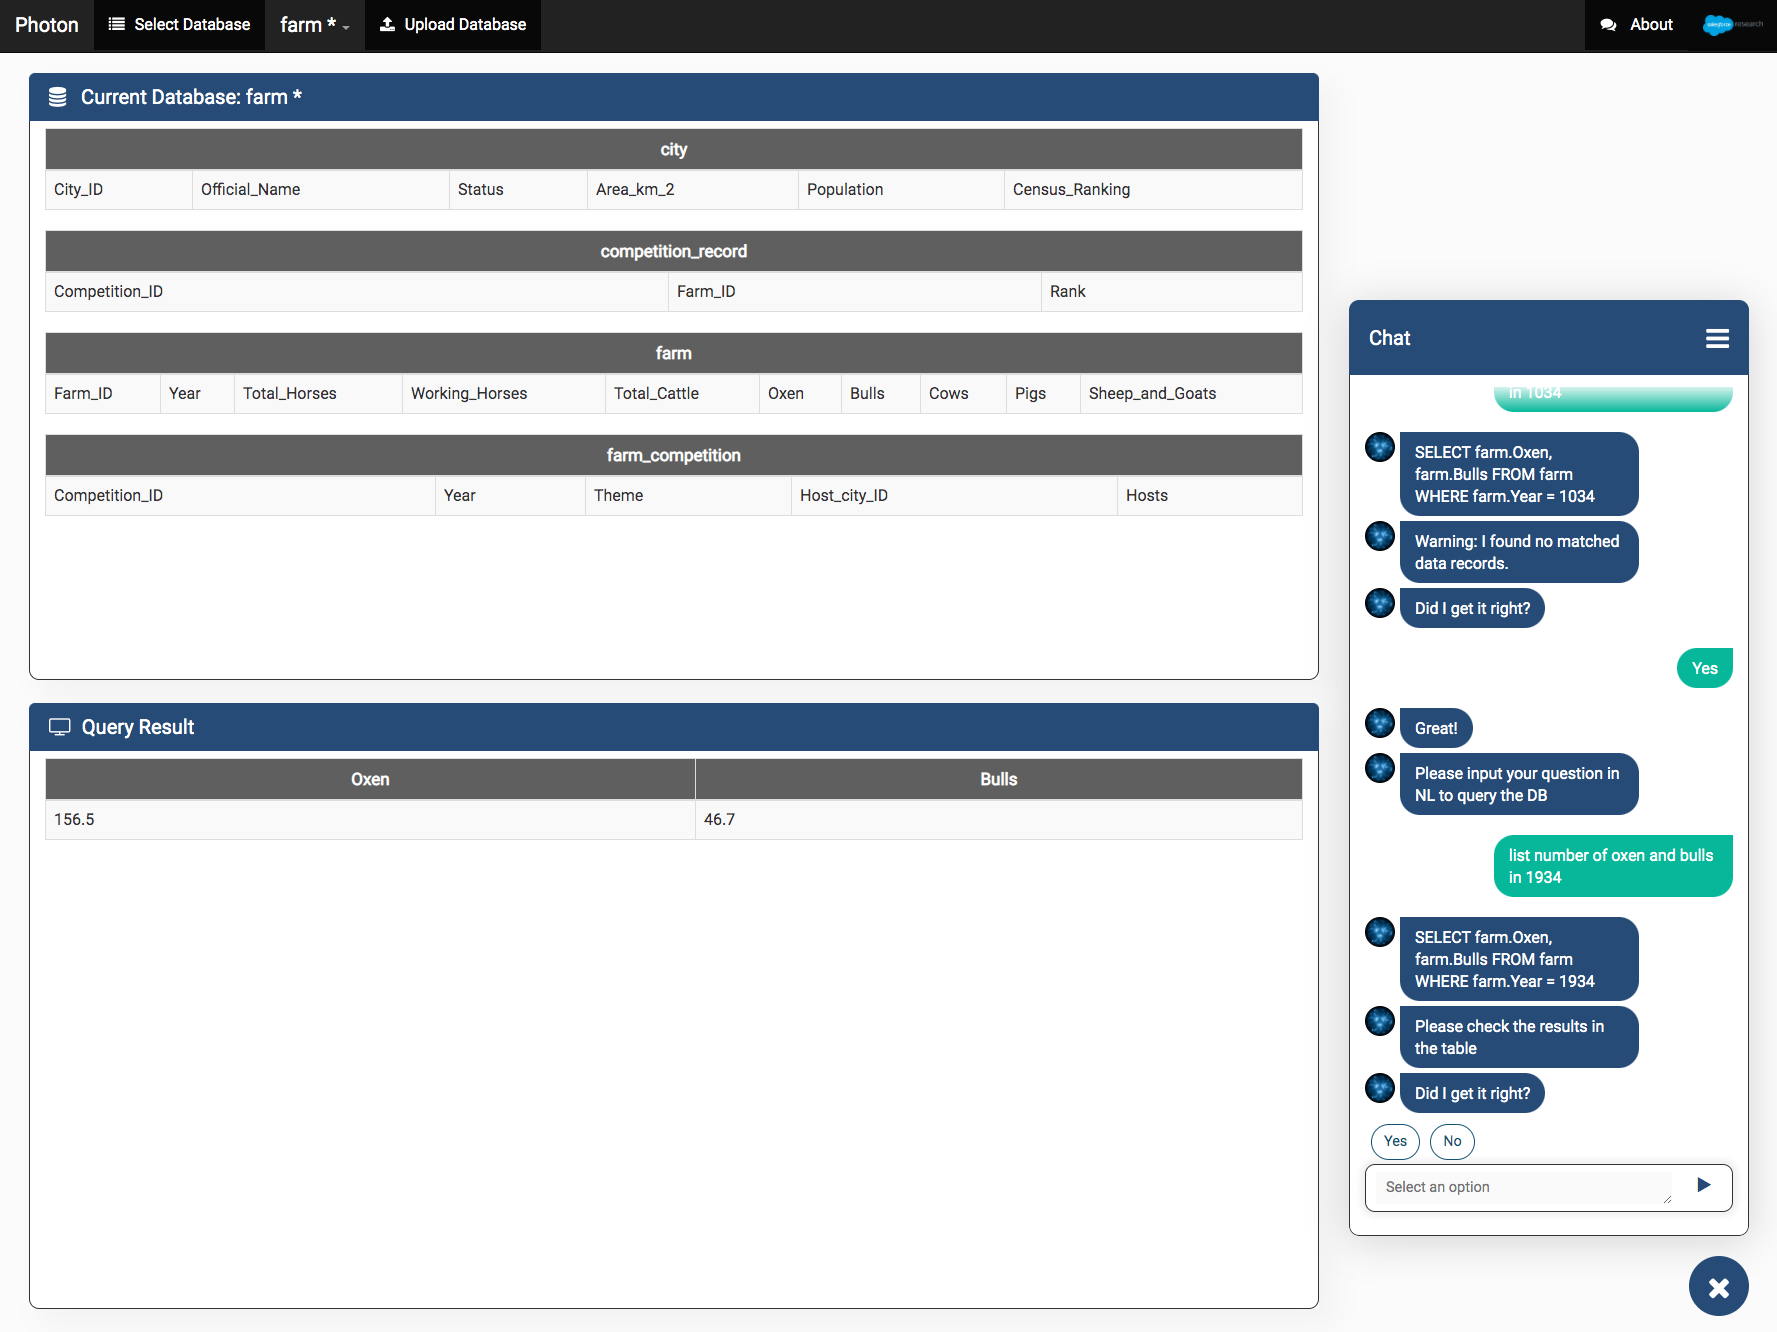 Photon
Select Database
farm *
Upload Database
About
salesforce research
Current Database: farm *
city
City_ID Official_Name Status Area_km_2 Population Census_Ranking
competition_record
Competition_ID Farm_ID Rank
farm
Farm_ID Year Total_Horses Working_Horses Total_Cattle Oxen Bulls Cows Pigs Sheep_and_Goats
farm_competition
Competition_ID Year Theme Host_city_ID Hosts
Query Result
Oxen Bulls
156.5 46.7
Chat
in 1034
SELECT farm.Oxen,
farm.Bulls FROM farm
WHERE farm.Year = 1034
Warning: I found no matched
data records.
Did I get it right?
Yes
Great!
Please input your question in
NL to query the DB
list number of oxen and bulls
in 1934
SELECT farm.Oxen,
farm.Bulls FROM farm
WHERE farm.Year = 1934
Please check the results in
the table
Did I get it right?
Yes No
Select an option